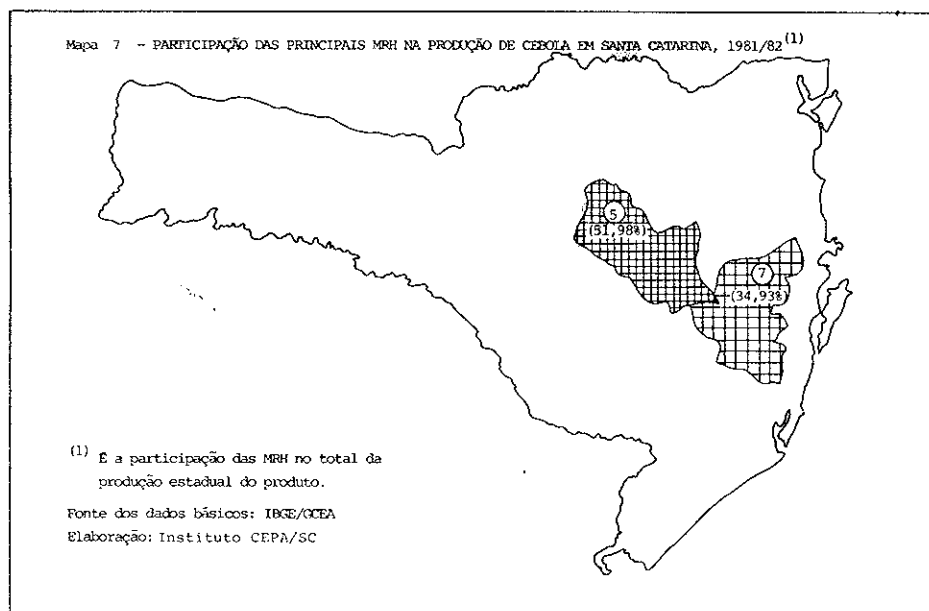 Mapa 7 - PARTICIPAÇÃO DAS PRINCIPAIS MRH NA PRODUÇÃO DE CEBOLA EM SANTA CATARINA, 1981/82(1)
5
(51,98%)
7
(34,93%)
(1) É a participação das MRH no total da
produção estadual do produto.
Fonte dos dados básicos: IBGE/GCEA
Elaboração: Instituto CEPA/SC